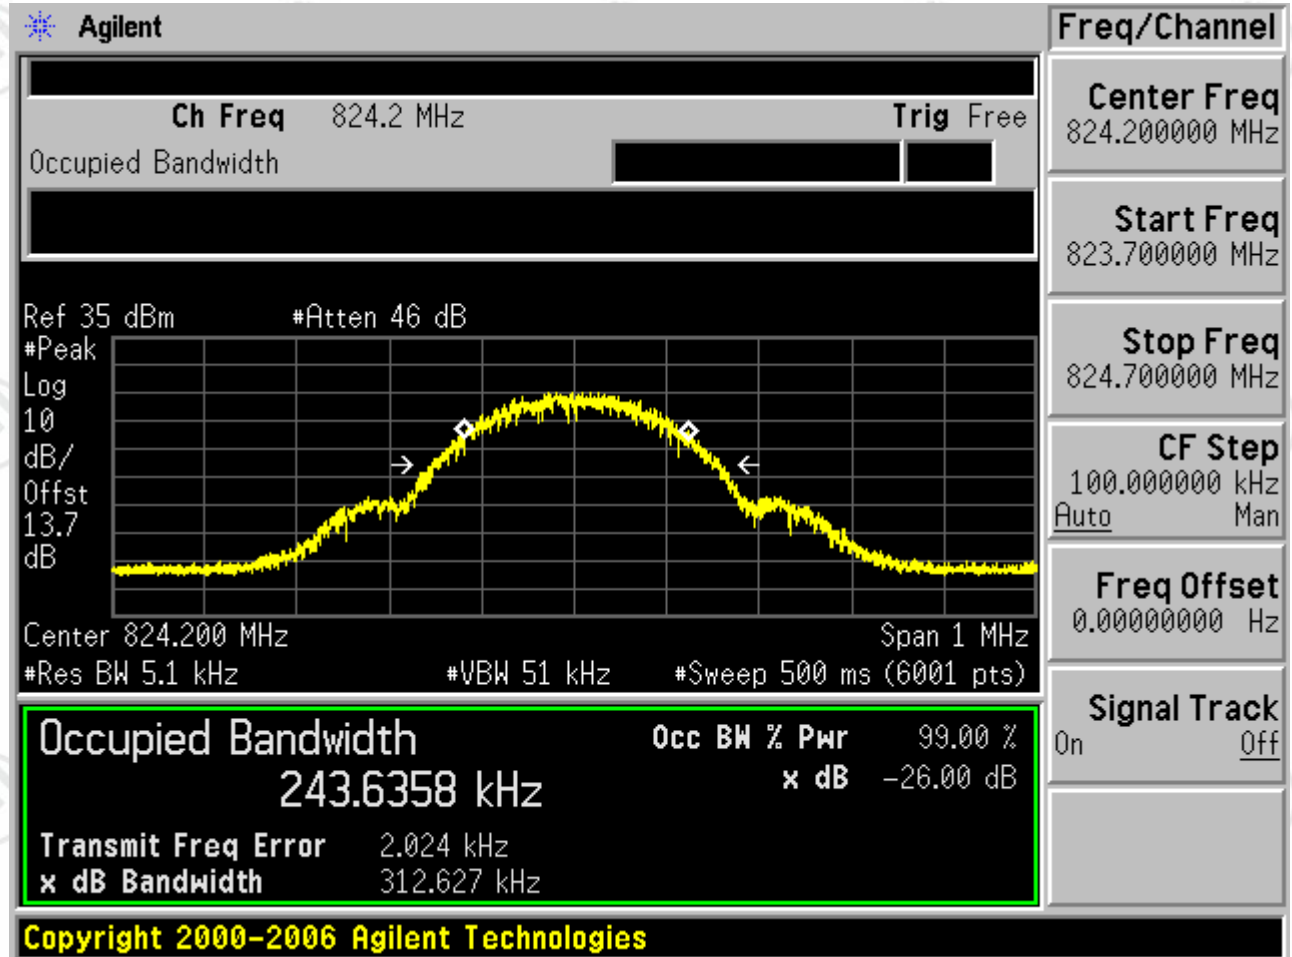 Agilent
Freq/Channel
Ch Freq 824.2 MHz Trig Free
Occupied Bandwidth
Center Freq
824.200000 MHz
Start Freq
823.700000 MHz
Stop Freq
824.700000 MHz
CF Step
100.000000 kHz
Auto Man
Freq Offset
0.00000000 Hz
Signal Track
On Off
Ref 35 dBm #Atten 46 dB
#Peak
Log
10
dB/
Offst
13.7
dB
Center 824.200 MHz Span 1 MHz
#Res BW 5.1 kHz #VBW 51 kHz #Sweep 500 ms (6001 pts)
Occupied Bandwidth Occ BW % Pwr 99.00 %
243.6358 kHz x dB -26.00 dB
Transmit Freq Error 2.024 kHz
x dB Bandwidth 312.627 kHz
Copyright 2000-2006 Agilent Technologies